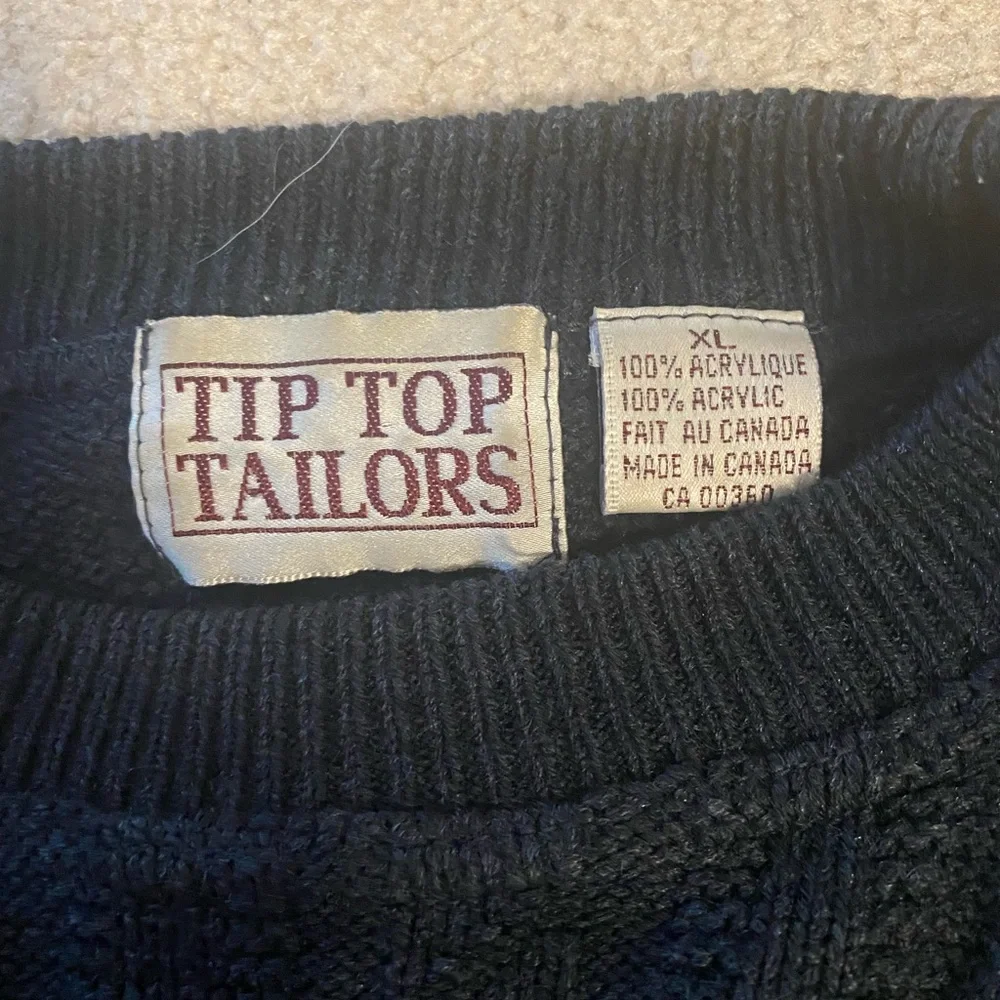 TIP TOP
TAILORS
XL
100% ACRYLIQUE
100% ACRYLIC
FAIT AU CANADA
MADE IN CANADA
CA 00360